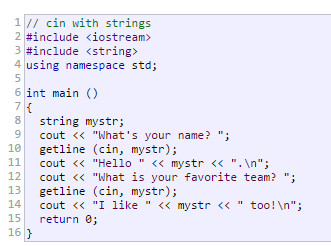 1 // cin with strings
2 #include <iostream>
3 #include <string>
4 using namespace std;
5
6 int main ()
7 {
8   string mystr;
9   cout << "What's your name? ";
10   getline (cin, mystr);
11   cout << "Hello " << mystr << ".\n";
12   cout << "What is your favorite team? ";
13   getline (cin, mystr);
14   cout << "I like " << mystr << " too!\n";
15   return 0;
16 }